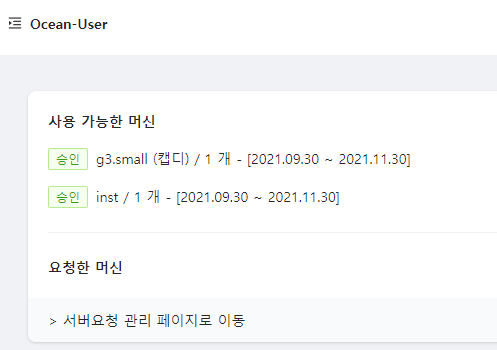 Ocean-User
사용 가능한 머신
승인 g3.small (캡디) / 1 개 - [2021.09.30 ~ 2021.11.30]
승인 inst / 1 개 - [2021.09.30 ~ 2021.11.30]
요청한 머신
> 서버요청 관리 페이지로 이동